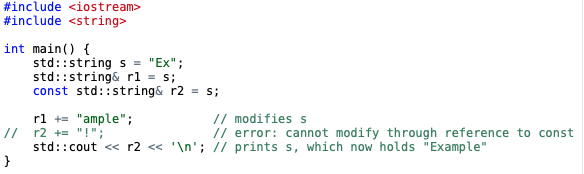 #include <iostream>
#include <string>

int main() {
    std::string s = "Ex";
    std::string& r1 = s;
    const std::string& r2 = s;

    r1 += "ample";           // modifies s
//  r2 += "!";               // error: cannot modify through reference to const
    std::cout << r2 << '\n'; // prints s, which now holds "Example"
}